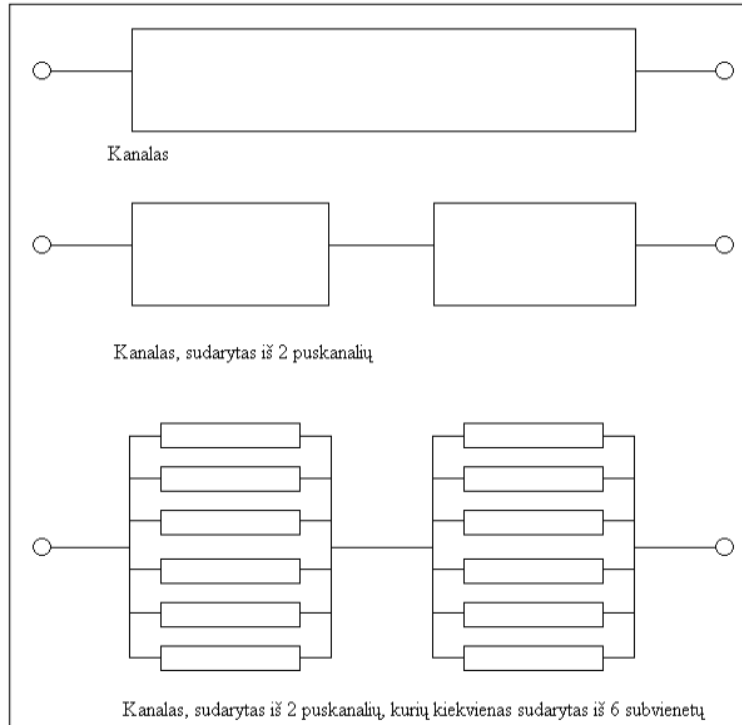 Kanalas
Kanalas, sudarytas iš 2 puskanalių
Kanalas, sudarytas iš 2 puskanalių, kurių kiekvienas sudarytas iš 6 subvienetų